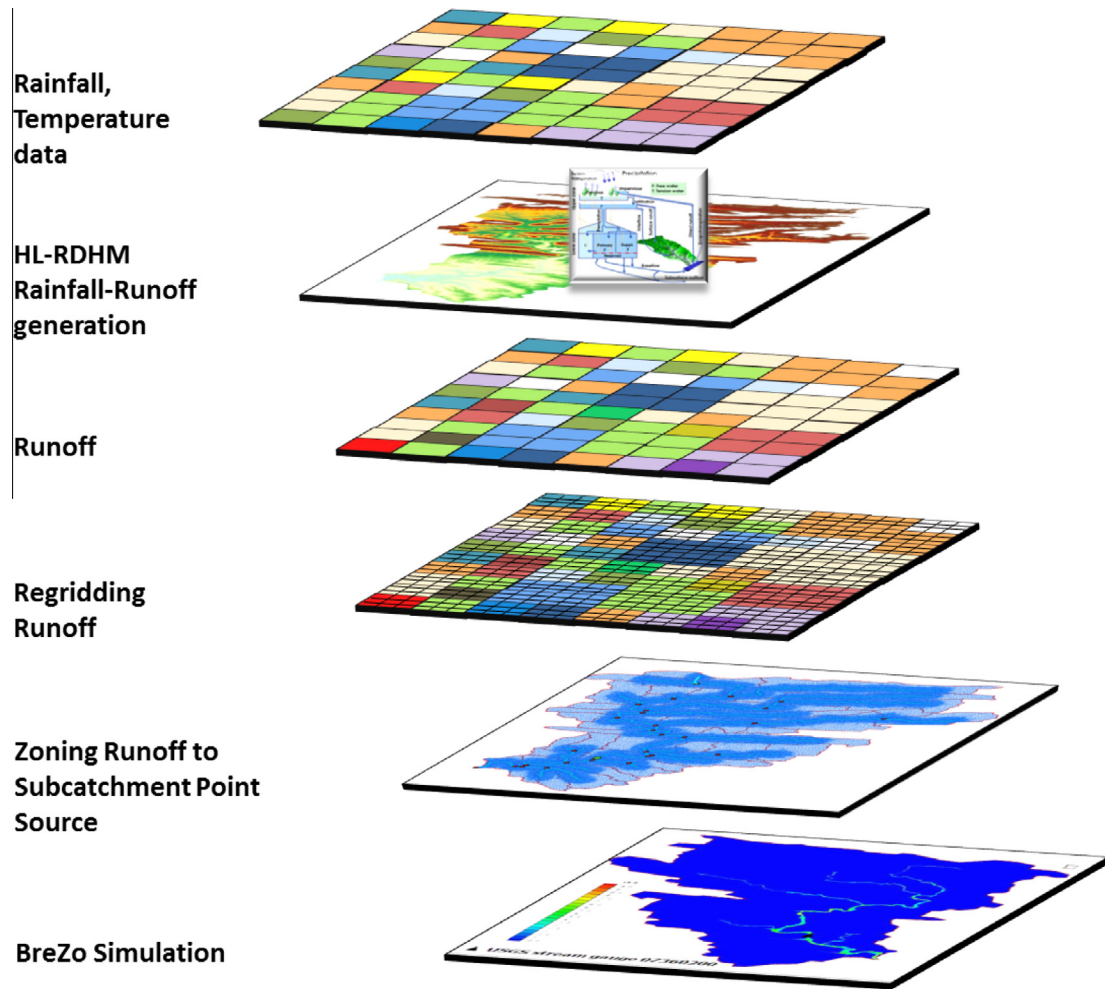 Rainfall,
Temperature
data
Precipitation
HL-RDHM
Rainfall-Runoff
generation
Runoff
Regridding
Runoff
Zoning Runoff to
Subcatchment Point
Source
BreZo Simulation
USGS stream gauge 07360200